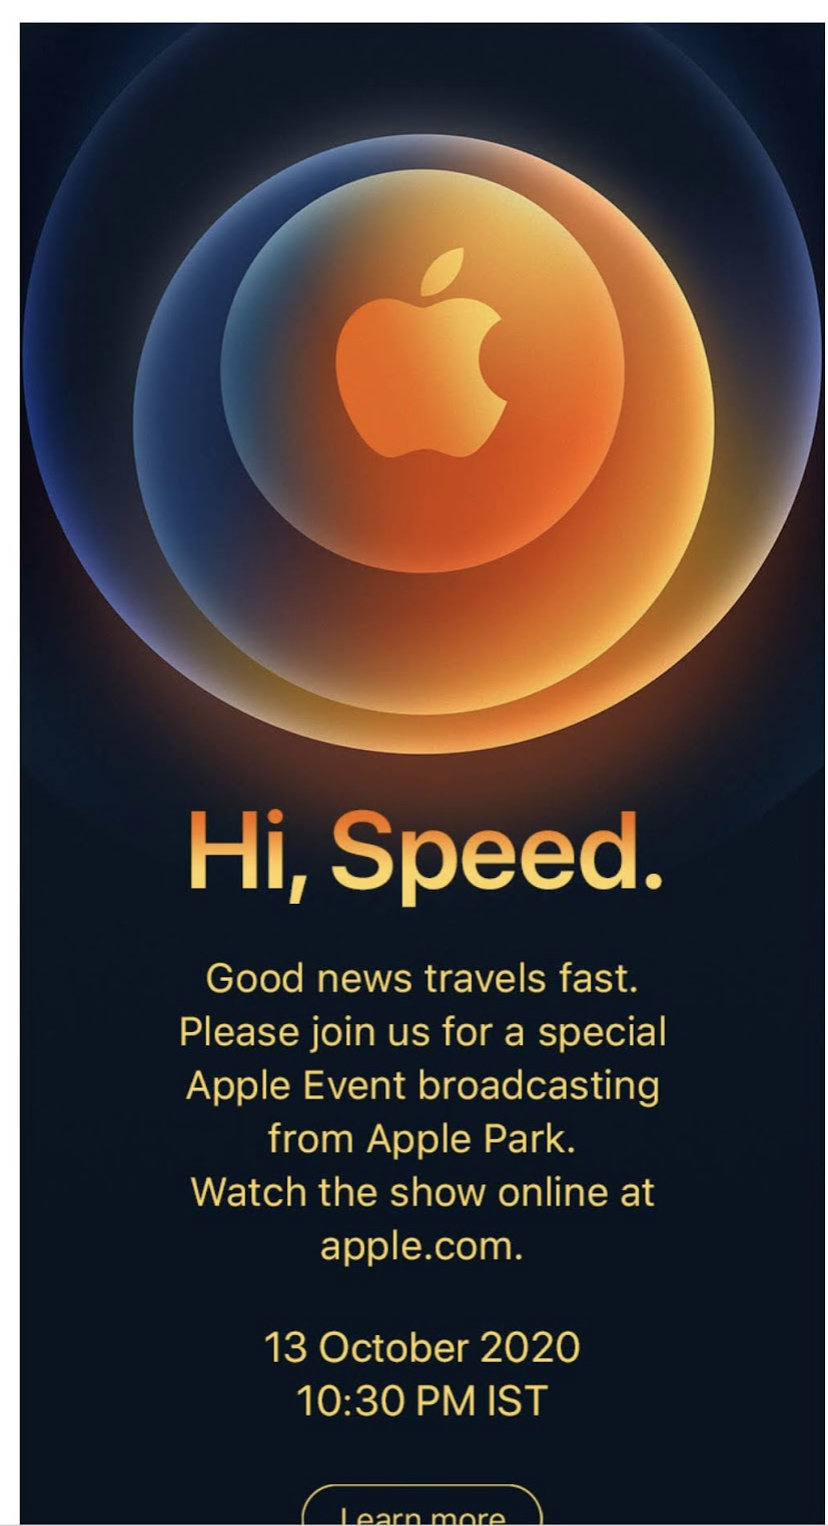 Hi, Speed.
Good news travels fast.
Please join us for a special
Apple Event broadcasting
from Apple Park.
Watch the show online at
apple.com.
13 October 2020
10:30 PM IST
Learn more